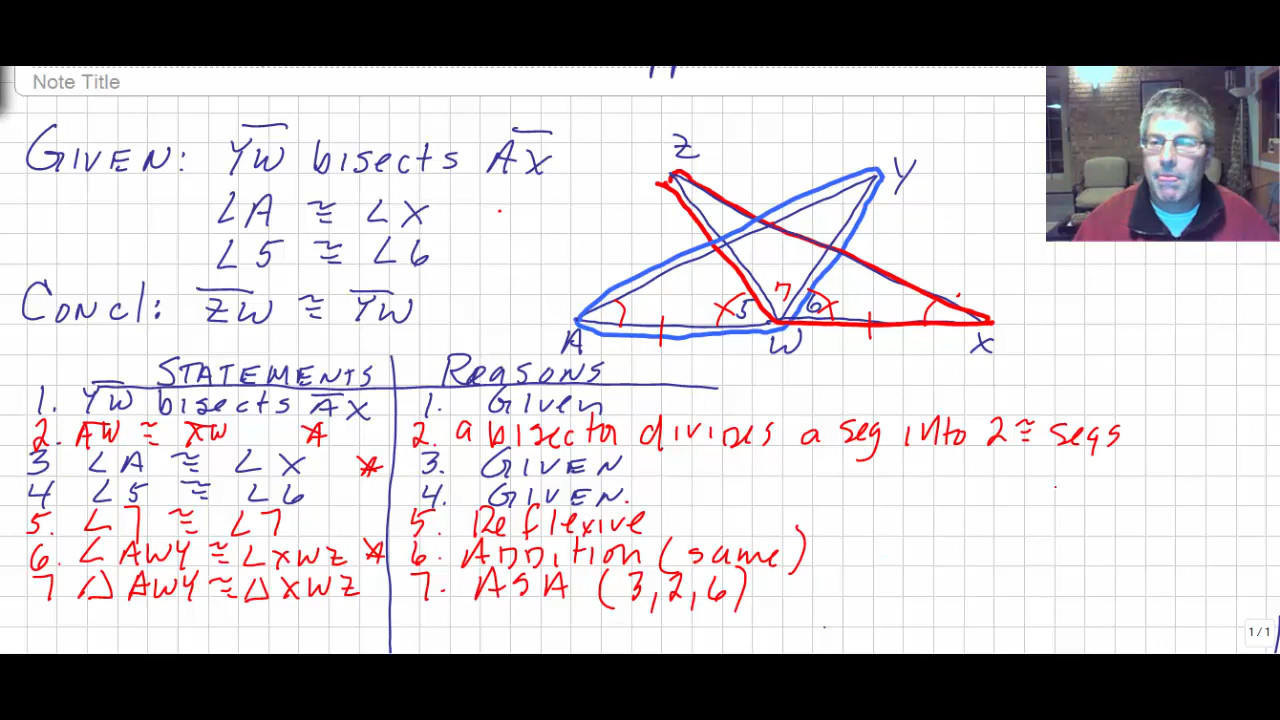 Note Title
GIVEN: YW bisects AX
∠A ≅ ∠X
∠5 ≅ ∠6
CONCL: ZW ≅ YW
Z
Y
7
5
6
A
W
X
STATEMENTS Reasons
1. YW bisects AX 1. Given
2. AW ≅ XW * 2. a bisector divides a seg into 2 ≅ segs
3 ∠A ≅ ∠X * 3. GIVEN
4 ∠5 ≅ ∠6 4. GIVEN.
5. ∠7 ≅ ∠7 5. Reflexive
6. ∠AWY ≅ ∠XWZ * 6. ADDITION (same)
7 △AWY ≅ △XWZ 7. ASA (3,2,6)
1/1